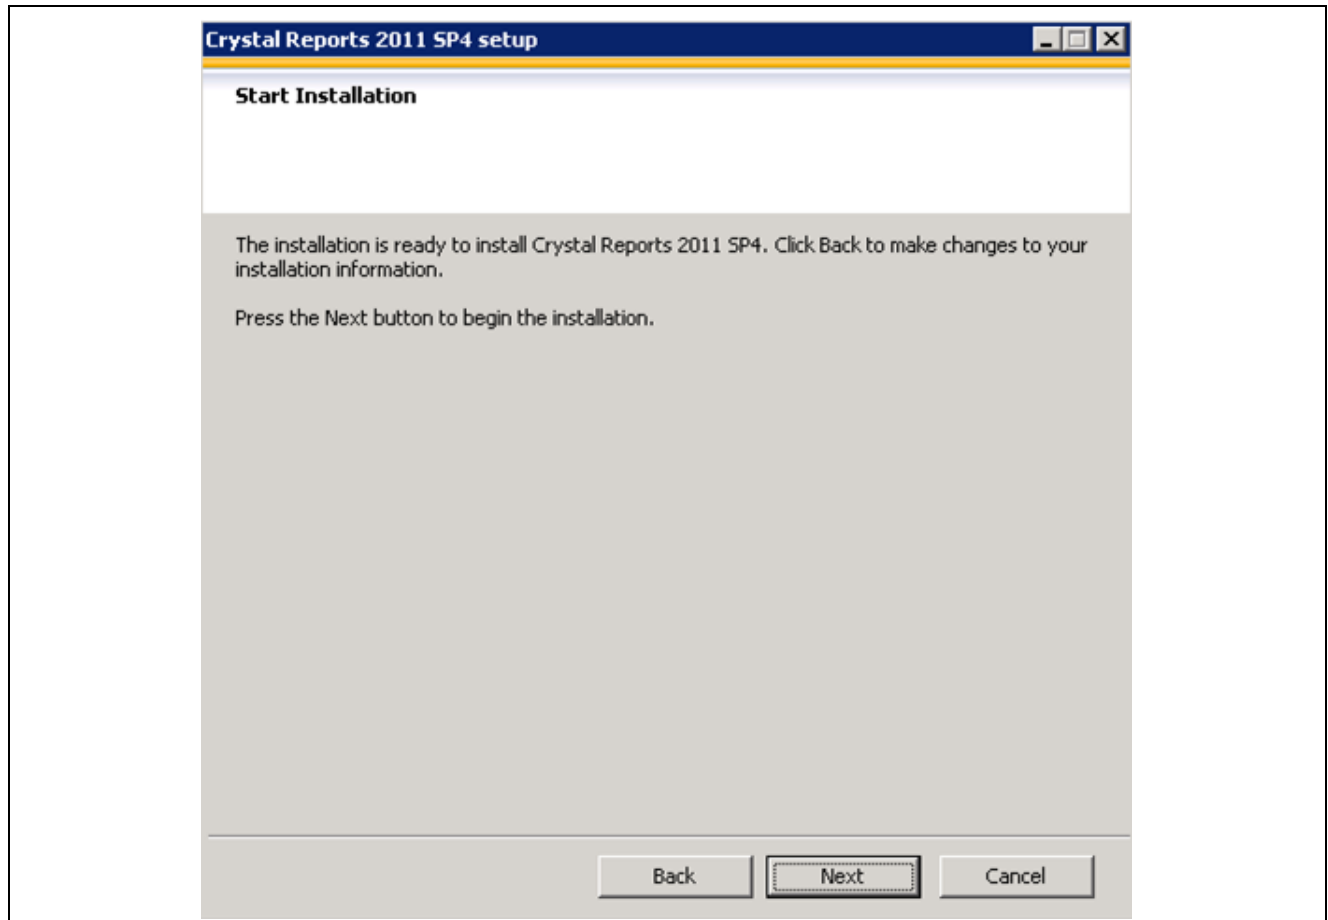 Crystal Reports 2011 SP4 setup
Start Installation
The installation is ready to install Crystal Reports 2011 SP4. Click Back to make changes to your
installation information.
Press the Next button to begin the installation.
Back Next Cancel